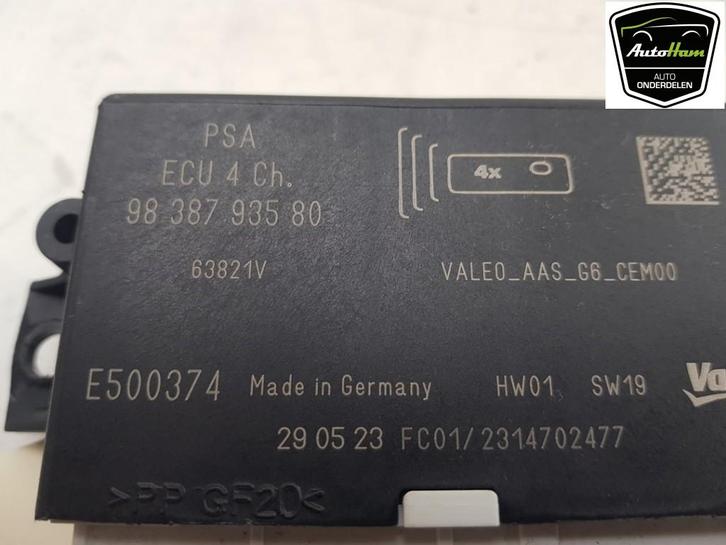 AutoHam
AUTO
ONDERDELEN
PSA
ECU 4 Ch.
98 387 935 80
4x
63821V
VALEO_AAS_G6_CEM00
E500374
Made in Germany
HW01 SW19
Va
29 05 23 FC01/2314702477
>PP GF20<